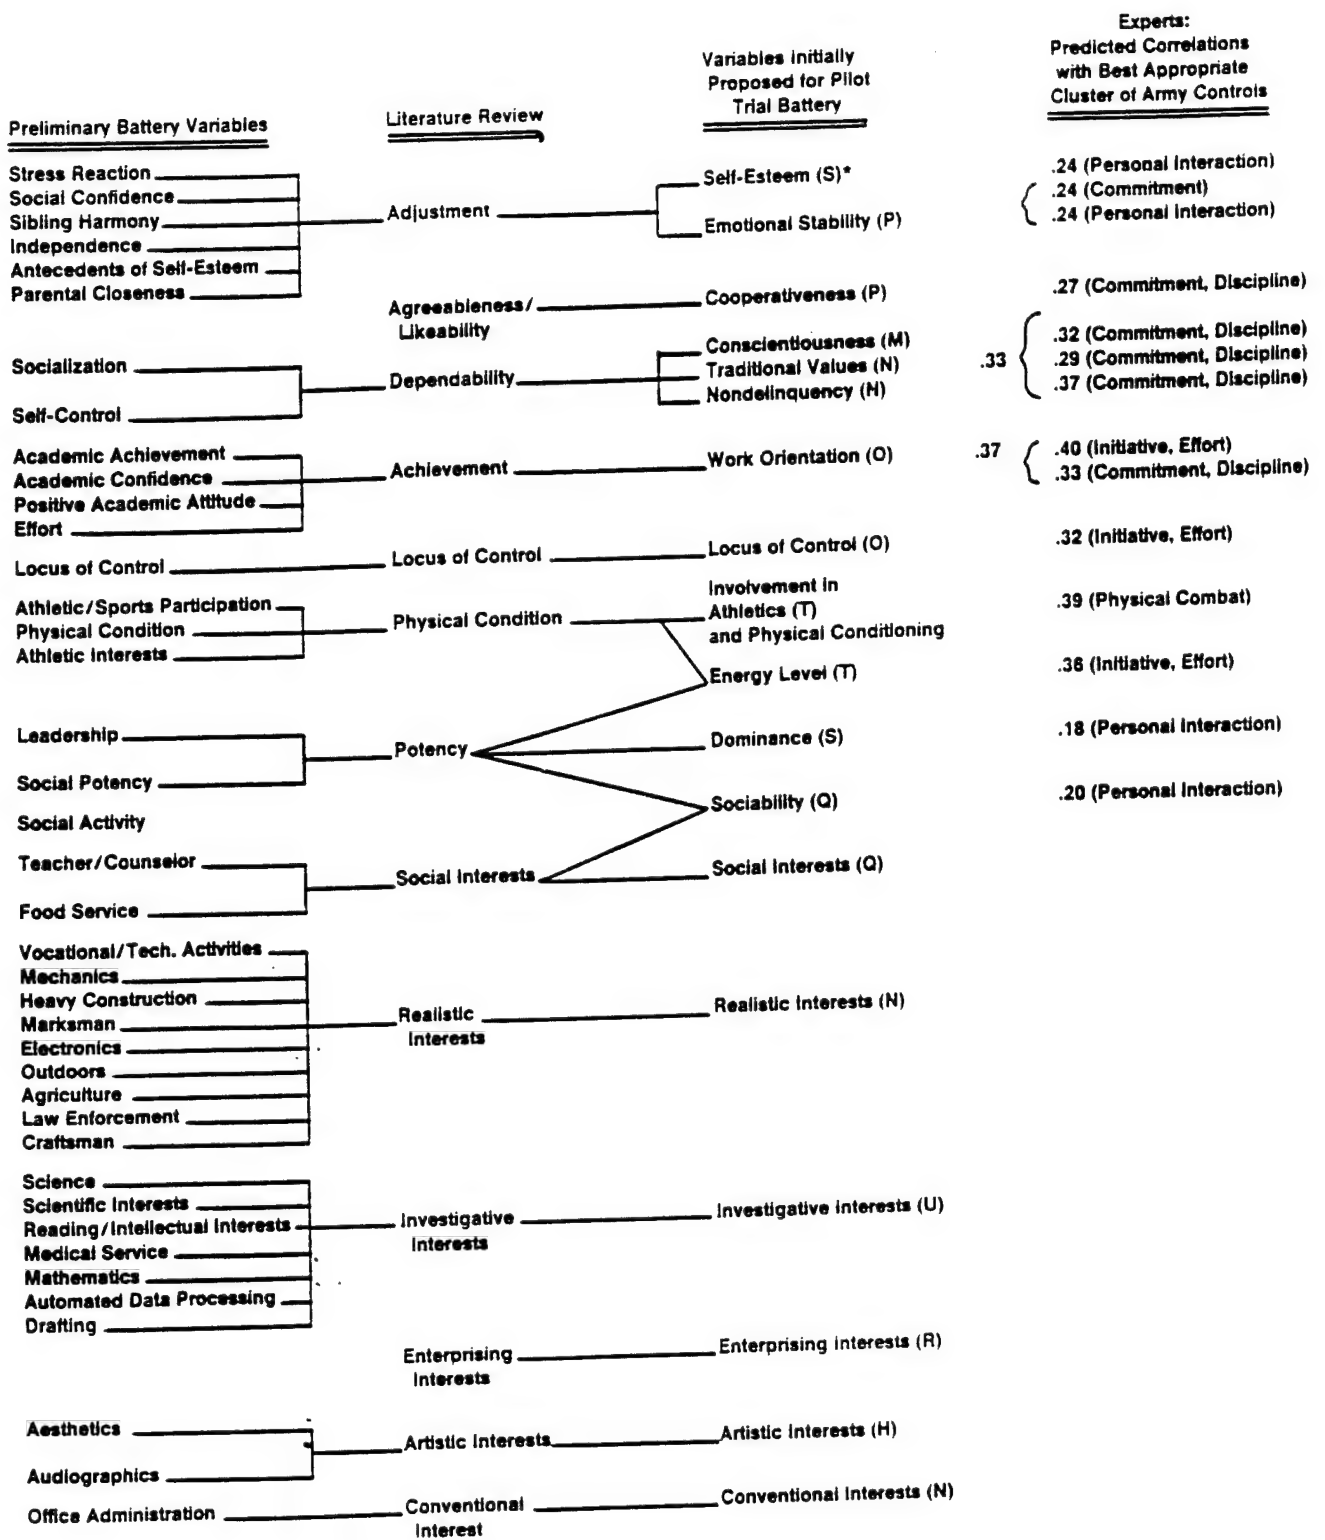 Experts:
Predicted Correlations
with Best Appropriate
Cluster of Army Controls
Variables Initially
Proposed for Pilot
Trial Battery
Literature Review
Preliminary Battery Variables
Stress Reaction
Social Confidence
Sibling Harmony
Independence
Antecedents of Self-Esteem
Parental Closeness
Adjustment
Self-Esteem (S)*
Emotional Stability (P)
.24 (Personal Interaction)
.24 (Commitment)
.24 (Personal Interaction)
Agreeableness/
Likeability
Cooperativeness (P)
.27 (Commitment, Discipline)
Socialization
Self-Control
Dependability
Conscientiousness (M)
Traditional Values (N)
Nondelinquency (H)
.33
.32 (Commitment, Discipline)
.29 (Commitment, Discipline)
.37 (Commitment, Discipline)
Academic Achievement
Academic Confidence
Positive Academic Attitude
Effort
Achievement
Work Orientation (O)
.37
.40 (Initiative, Effort)
.33 (Commitment, Discipline)
Locus of Control
Locus of Control
Locus of Control (O)
.32 (Initiative, Effort)
Athletic/Sports Participation
Physical Condition
Athletic Interests
Physical Condition
Involvement in
Athletics (T)
and Physical Conditioning
.39 (Physical Combat)
Energy Level (T)
.36 (Initiative, Effort)
Leadership
Social Potency
Potency
Dominance (S)
.18 (Personal Interaction)
Sociability (Q)
.20 (Personal Interaction)
Social Activity
Teacher/Counselor
Food Service
Social Interests
Social Interests (Q)
Vocational/Tech. Activities
Mechanics
Heavy Construction
Marksman
Electronics
Outdoors
Agriculture
Law Enforcement
Craftsman
Realistic
Interests
Realistic Interests (N)
Science
Scientific Interests
Reading/Intellectual Interests
Medical Service
Mathematics
Automated Data Processing
Drafting
Investigative
Interests
Investigative Interests (U)
Enterprising
Interests
Enterprising Interests (R)
Aesthetics
Audiographics
Artistic Interests
Artistic Interests (H)
Office Administration
Conventional
Interest
Conventional Interests (N)